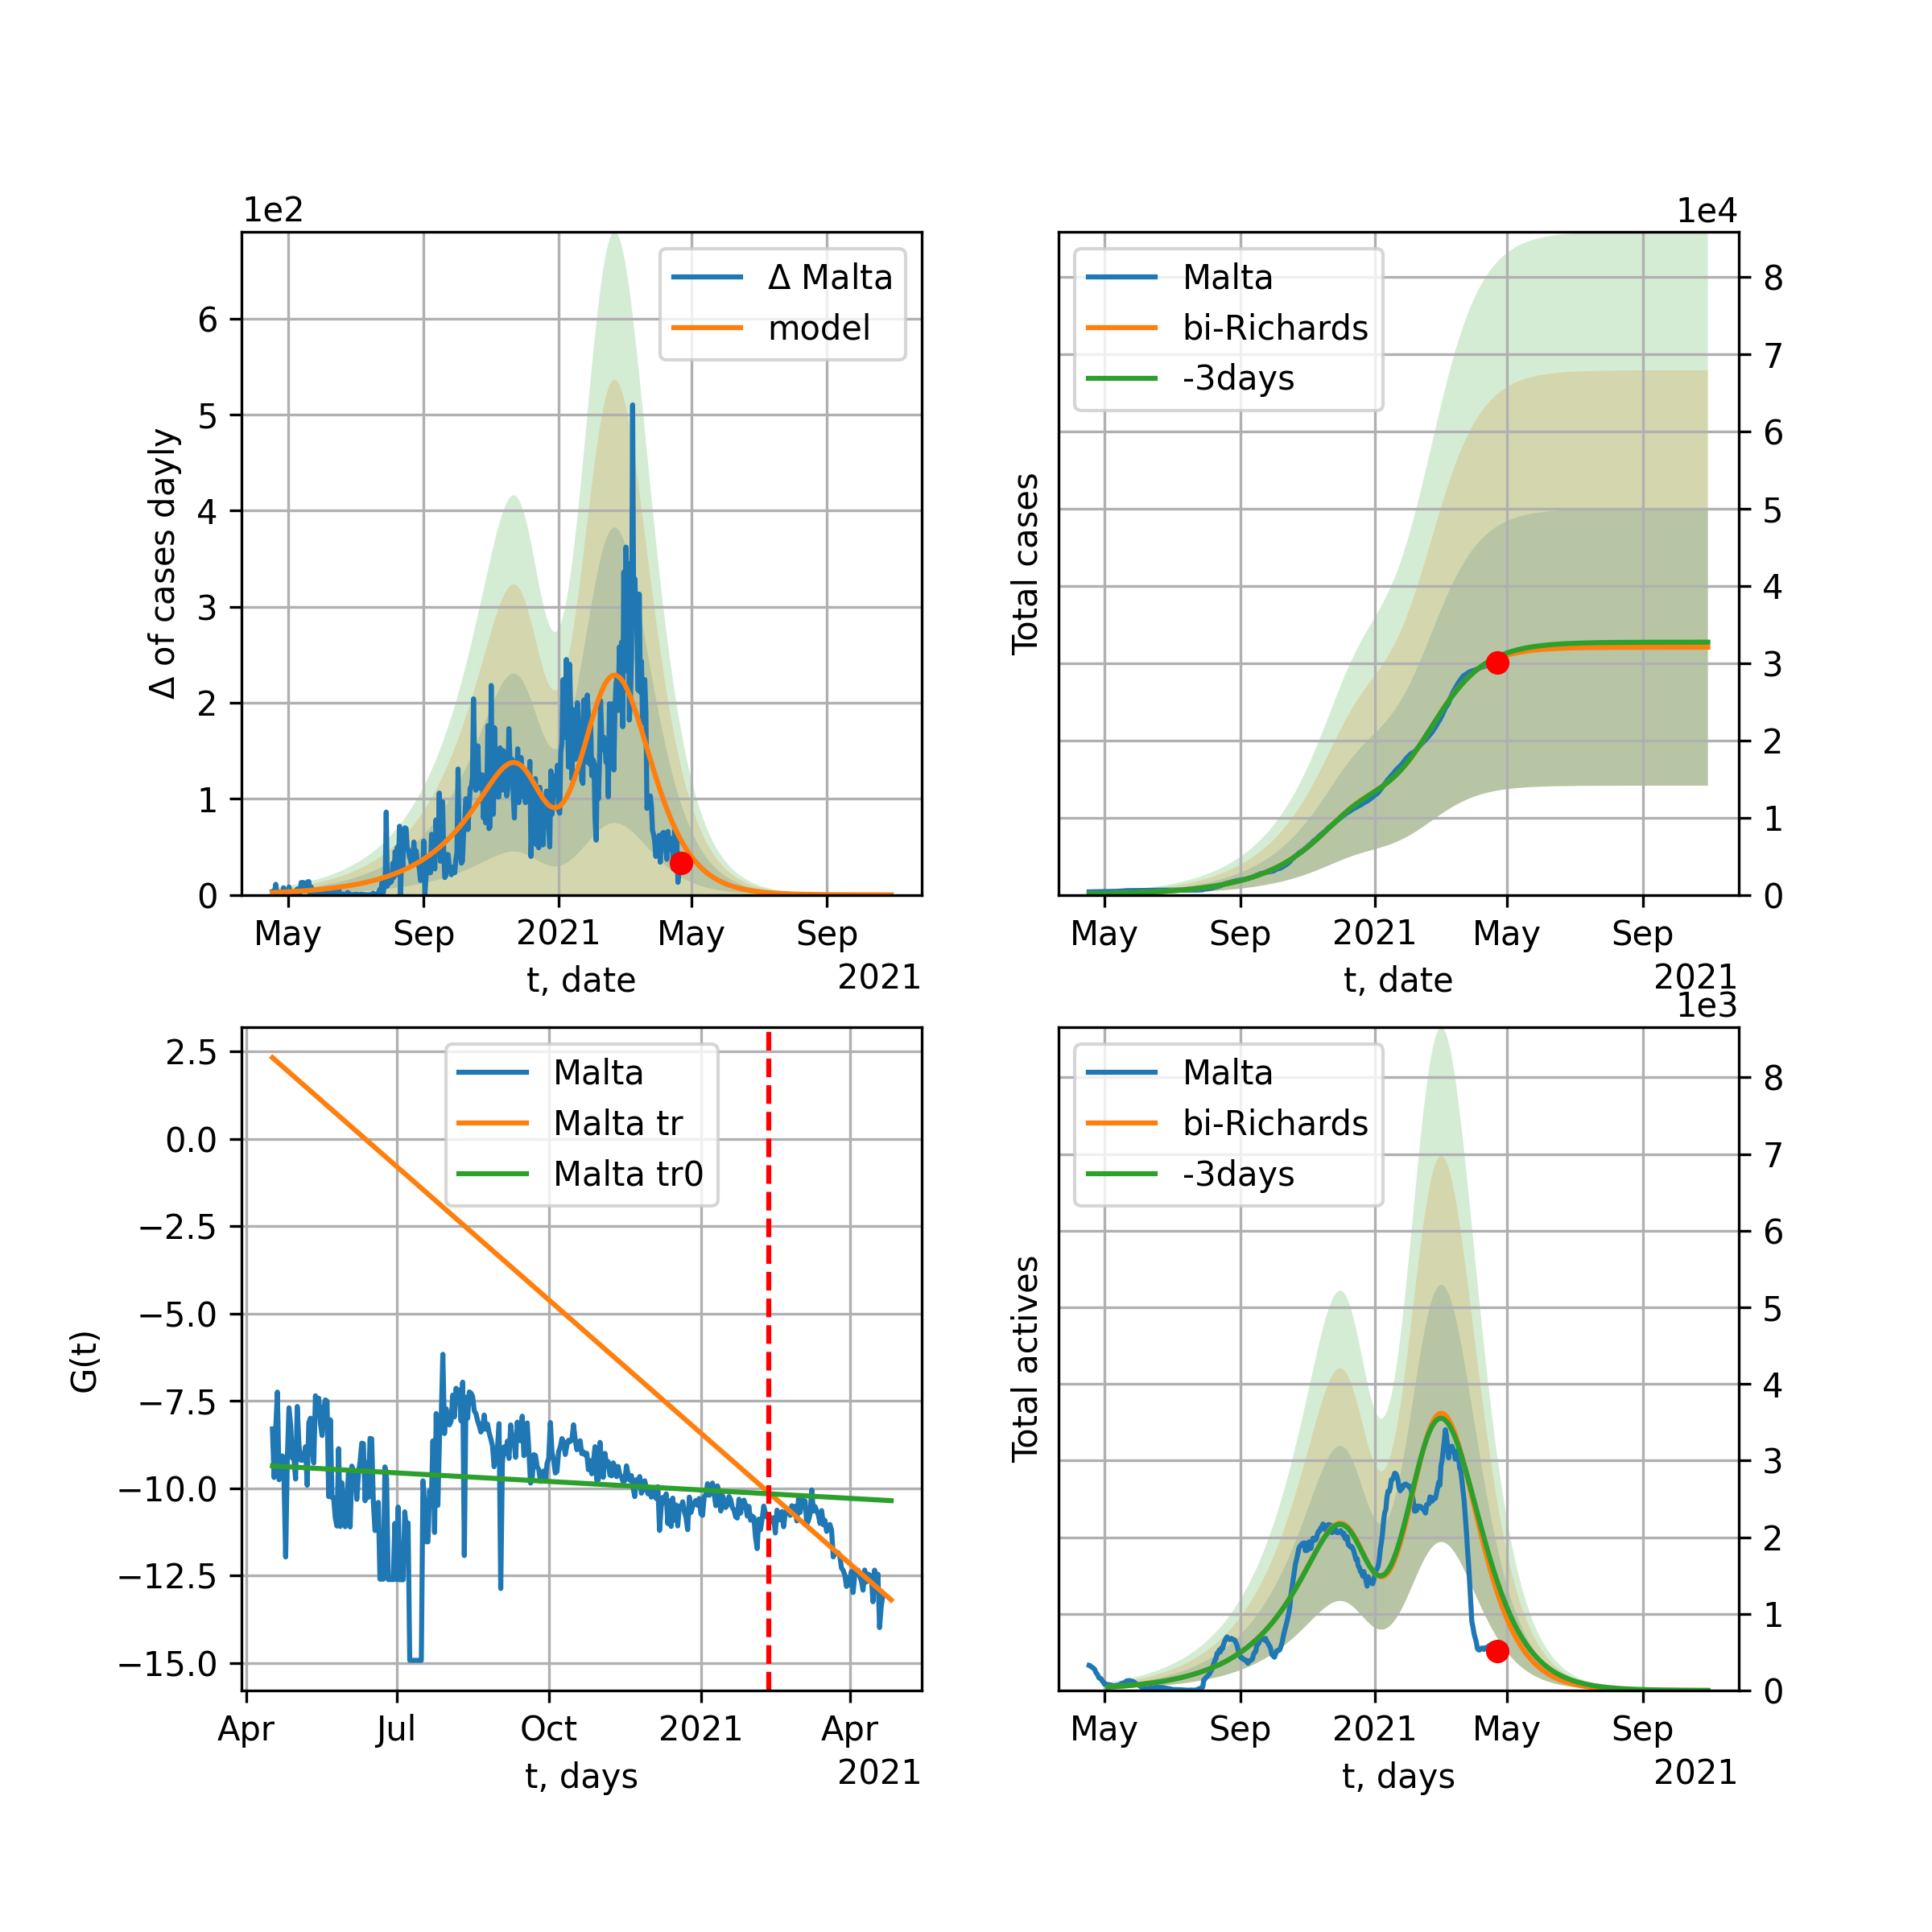 1e2
Δ of cases dayly
6
5
4
3
2
1
0
Δ Malta
model
May
Sep
2021
May
Sep
t, date
2021
1e4
Total cases
Malta
bi-Richards
-3days
8
7
6
5
4
3
2
1
0
May
Sep
2021
May
Sep
t, date
2021
G(t)
2.5
0.0
−2.5
−5.0
−7.5
−10.0
−12.5
−15.0
Malta
Malta tr
Malta tr0
Apr
Jul
Oct
2021
Apr
t, days
2021
1e3
Total actives
Malta
bi-Richards
-3days
8
7
6
5
4
3
2
1
0
May
Sep
2021
May
Sep
t, days
2021